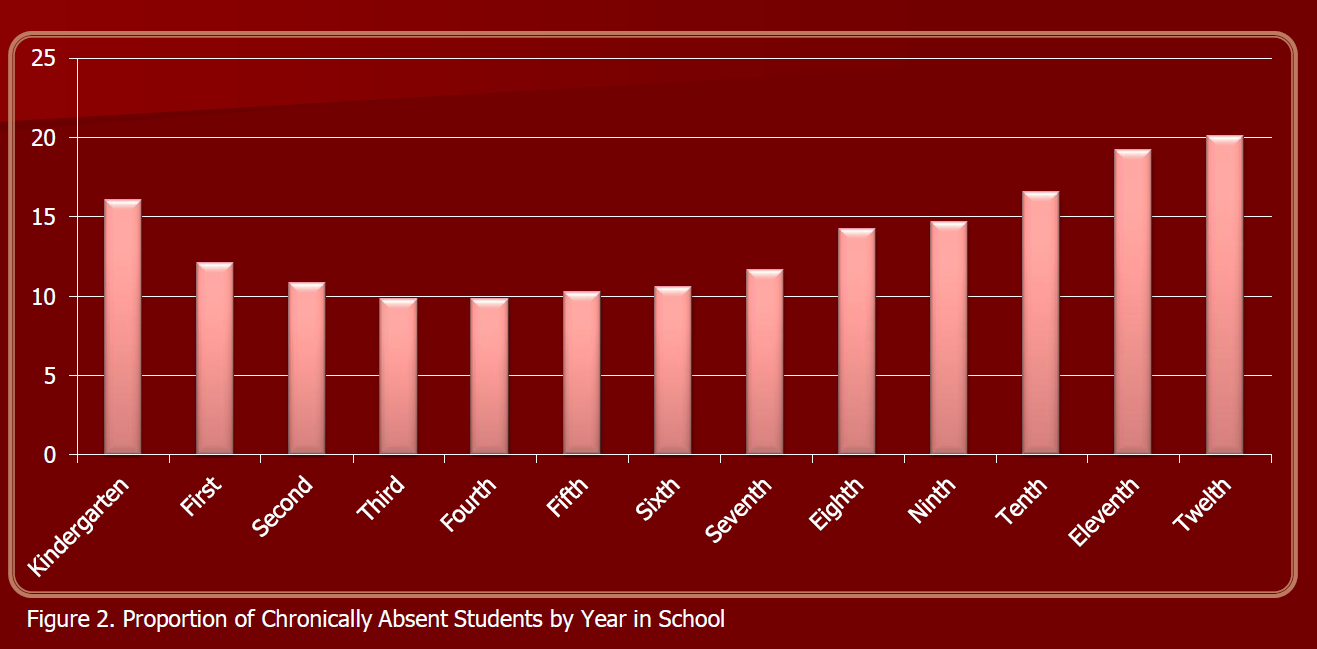 25
20
15
10
5
0
Kindergarten
First
Second
Third
Fourth
Fifth
Sixth
Seventh
Eighth
Ninth
Tenth
Eleventh
Twelth
Figure 2. Proportion of Chronically Absent Students by Year in School